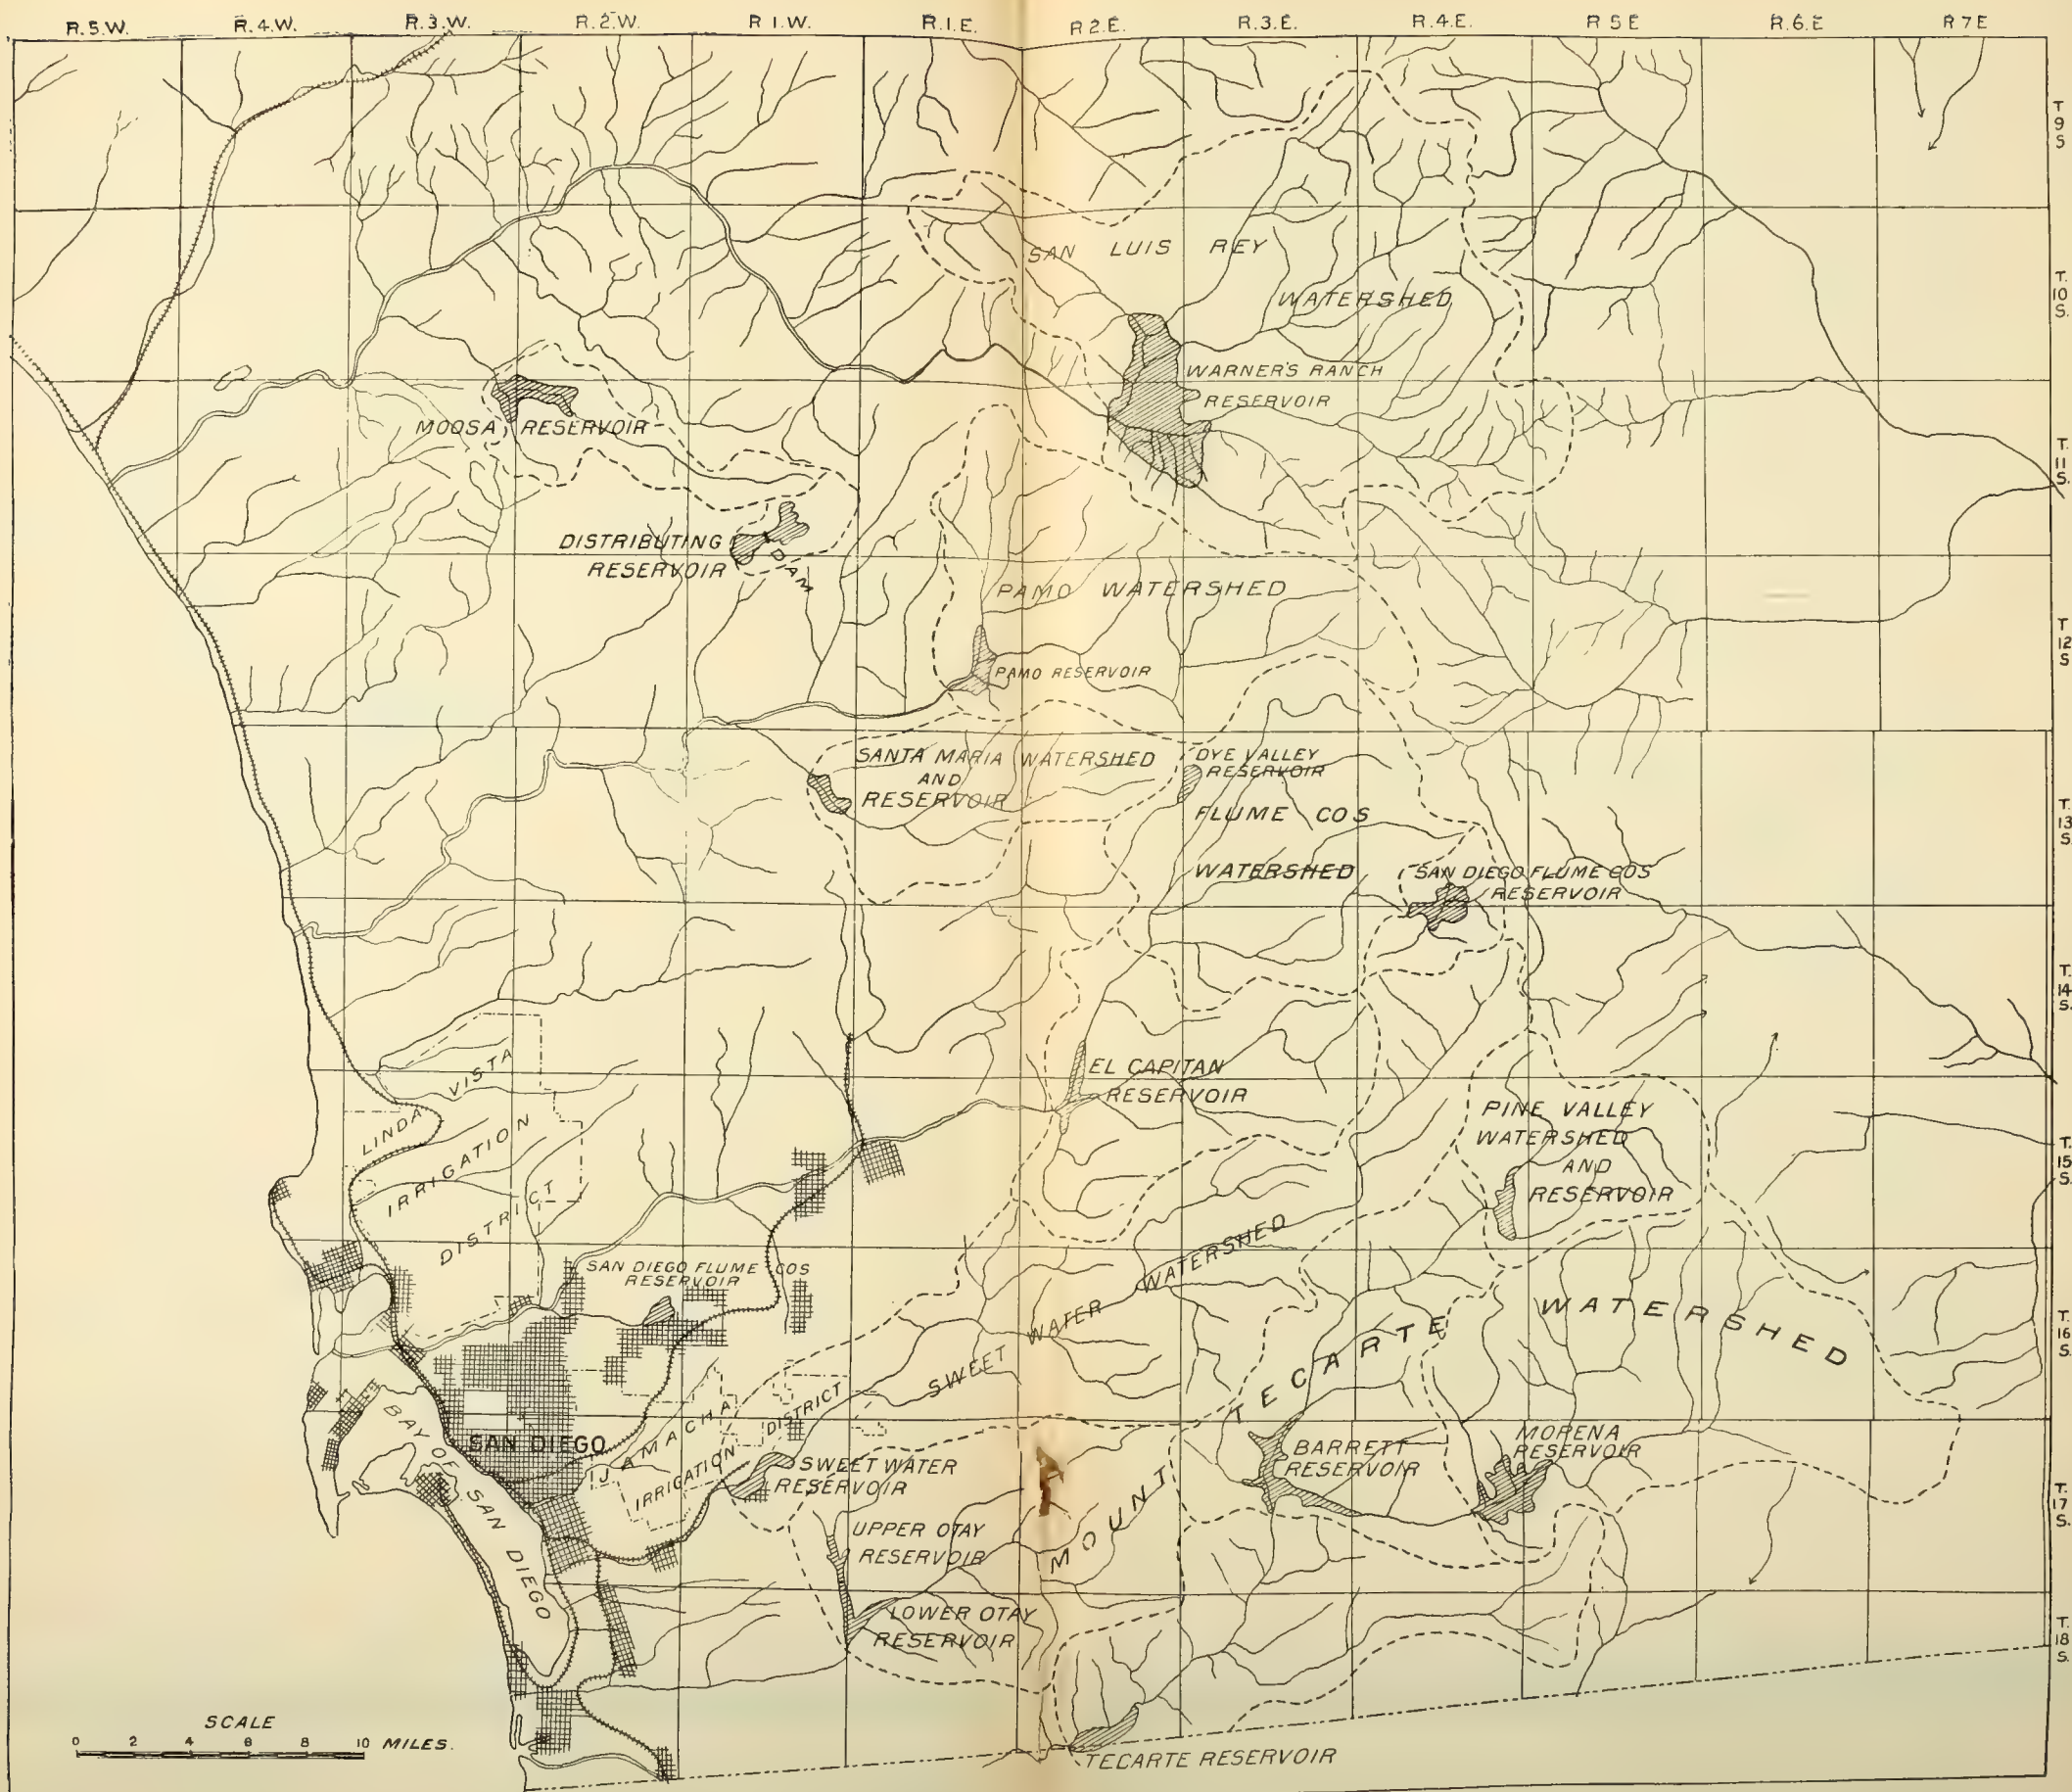 R.5.W.
R.4.W.
R.3.W.
R.2.W.
R 1.W.
R.1.E.
R 2.E.
R.3.E.
R.4.E.
R 5 E
R.6.E
R 7 E
T
9
S
SAN LUIS REY
WATERSHED
T.
10
S.
WARNER'S RANCH
RESERVOIR
MOOSA RESERVOIR
T.
11
S.
DISTRIBUTING
RESERVOIR
DAM
PAMO WATERSHED
T
12
S
PAMO RESERVOIR
SANTA MARIA WATERSHED
AND
RESERVOIR
DYE VALLEY
RESERVOIR
FLUME COS
WATERSHED
T.
13
S.
SAN DIEGO FLUME COS
RESERVOIR
T.
14
S.
LINDA VISTA
IRRIGATION
DISTRICT
EL CAPITAN
RESERVOIR
PINE VALLEY
WATERSHED
AND
RESERVOIR
T.
15
S.
SAN DIEGO FLUME COS
RESERVOIR
SWEET WATER WATERSHED
MOUNT TECARTE WATERSHED
T.
16
S.
BAY OF SAN DIEGO
SAN DIEGO
JAMACHA
IRRIGATION DISTRICT
SWEET WATER
RESERVOIR
BARRETT
RESERVOIR
MORENA
RESERVOIR
T.
17
S.
UPPER OTAY
RESERVOIR
LOWER OTAY
RESERVOIR
T.
18
S.
SCALE
0 2 4 6 8 10 MILES.
TECARTE RESERVOIR